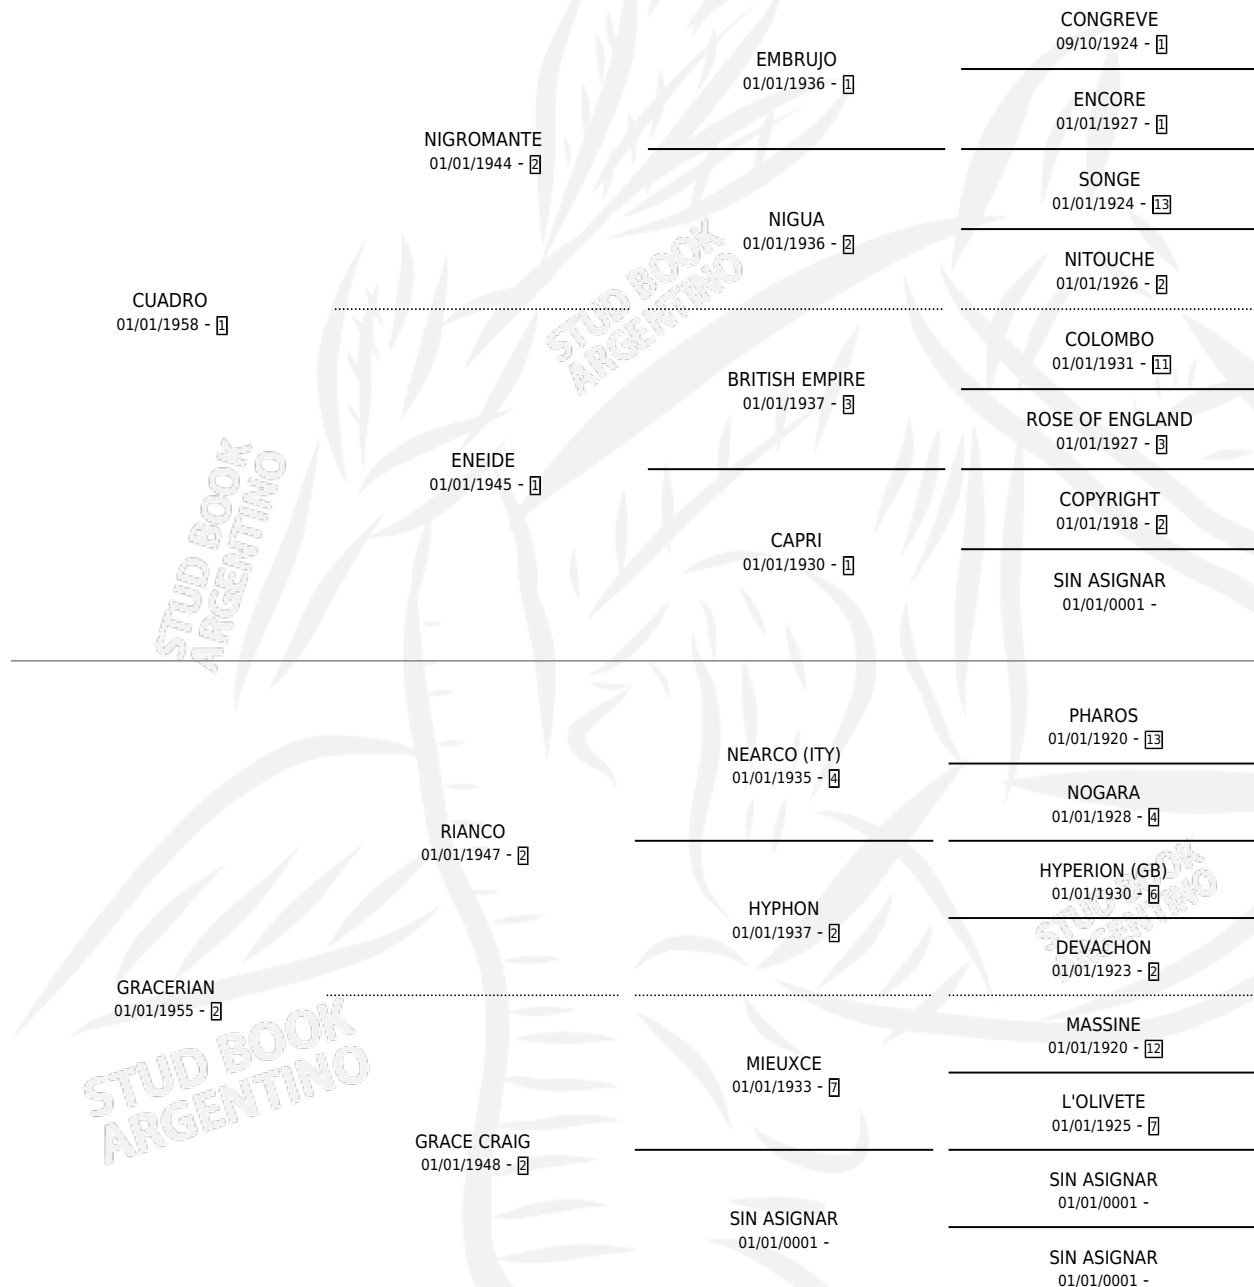 CONGREVE
09/10/1924 - 1
EMBRUJO
01/01/1936 - 1
ENCORE
01/01/1927 - 1
NIGROMANTE
01/01/1944 - 2
SONGE
01/01/1924 - 13
NIGUA
01/01/1936 - 2
NITOUCHE
01/01/1926 - 2
CUADRO
01/01/1958 - 1
COLOMBO
01/01/1931 - 11
BRITISH EMPIRE
01/01/1937 - 3
ROSE OF ENGLAND
01/01/1927 - 3
ENEIDE
01/01/1945 - 1
COPYRIGHT
01/01/1918 - 2
CAPRI
01/01/1930 - 1
SIN ASIGNAR
01/01/0001 -
STUD BOOK
ARGENTINO
STUD BOOK
ARGENTINO
PHAROS
01/01/1920 - 13
NEARCO (ITY)
01/01/1935 - 4
NOGARA
01/01/1928 - 4
RIANCO
01/01/1947 - 2
HYPERION (GB)
01/01/1930 - 6
HYPHON
01/01/1937 - 2
DEVACHON
01/01/1923 - 2
GRACERIAN
01/01/1955 - 2
MASSINE
01/01/1920 - 12
MIEUXCE
01/01/1933 - 7
L'OLIVETE
01/01/1925 - 7
GRACE CRAIG
01/01/1948 - 2
SIN ASIGNAR
01/01/0001 -
SIN ASIGNAR
01/01/0001 -
SIN ASIGNAR
01/01/0001 -
STUD BOOK
ARGENTINO
STUD BOOK
ARGENTINO